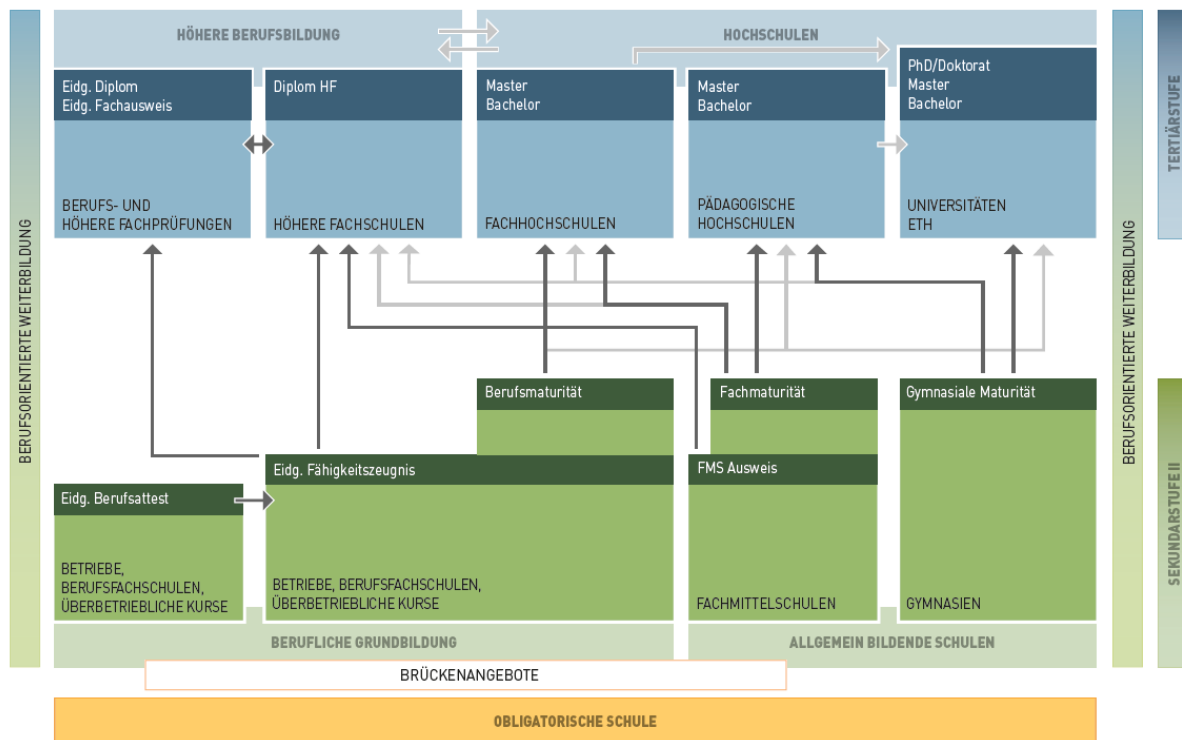 HÖHERE BERUFSBILDUNG
HOCHSCHULEN
Eidg. Diplom
Eidg. Fachausweis
Diplom HF
Master
Bachelor
Master
Bachelor
PhD/Doktorat
Master
Bachelor
BERUFS- UND
HÖHERE FACHPRÜFUNGEN
HÖHERE FACHSCHULEN
FACHHOCHSCHULEN
PÄDAGOGISCHE
HOCHSCHULEN
UNIVERSITÄTEN
ETH
BERUFSORIENTIERTE WEITERBILDUNG
BERUFSORIENTIERTE WEITERBILDUNG
TERTIÄRSTUFE
Berufsmaturität
Fachmaturität
Gymnasiale Maturität
Eidg. Fähigkeitszeugnis
FMS Ausweis
Eidg. Berufsattest
BETRIEBE,
BERUFSFACHSCHULEN,
ÜBERBETRIEBLICHE KURSE
BETRIEBE, BERUFSFACHSCHULEN,
ÜBERBETRIEBLICHE KURSE
FACHMITTELSCHULEN
GYMNASIEN
SEKUNDARSTUFE II
BERUFLICHE GRUNDBILDUNG
ALLGEMEIN BILDENDE SCHULEN
BRÜCKENANGEBOTE
OBLIGATORISCHE SCHULE